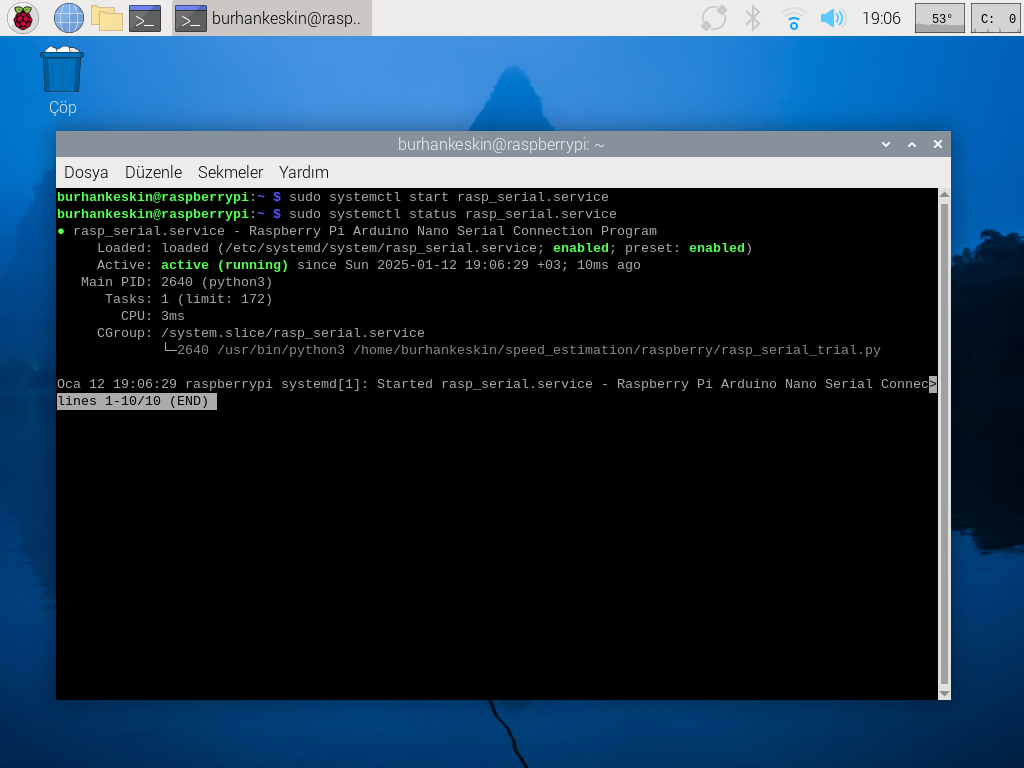 burhankeskin@rasp..
19:06
53°
C: 0
Çöp
burhankeskin@raspberrypi: ~
Dosya Düzenle Sekmeler Yardım
burhankeskin@raspberrypi:~ $ sudo systemctl start rasp_serial.service
burhankeskin@raspberrypi:~ $ sudo systemctl status rasp_serial.service
● rasp_serial.service - Raspberry Pi Arduino Nano Serial Connection Program
Loaded: loaded (/etc/systemd/system/rasp_serial.service; enabled; preset: enabled)
Active: active (running) since Sun 2025-01-12 19:06:29 +03; 10ms ago
Main PID: 2640 (python3)
Tasks: 1 (limit: 172)
CPU: 3ms
CGroup: /system.slice/rasp_serial.service
└─2640 /usr/bin/python3 /home/burhankeskin/speed_estimation/raspberry/rasp_serial_trial.py
Oca 12 19:06:29 raspberrypi systemd[1]: Started rasp_serial.service - Raspberry Pi Arduino Nano Serial Connec>
lines 1-10/10 (END)